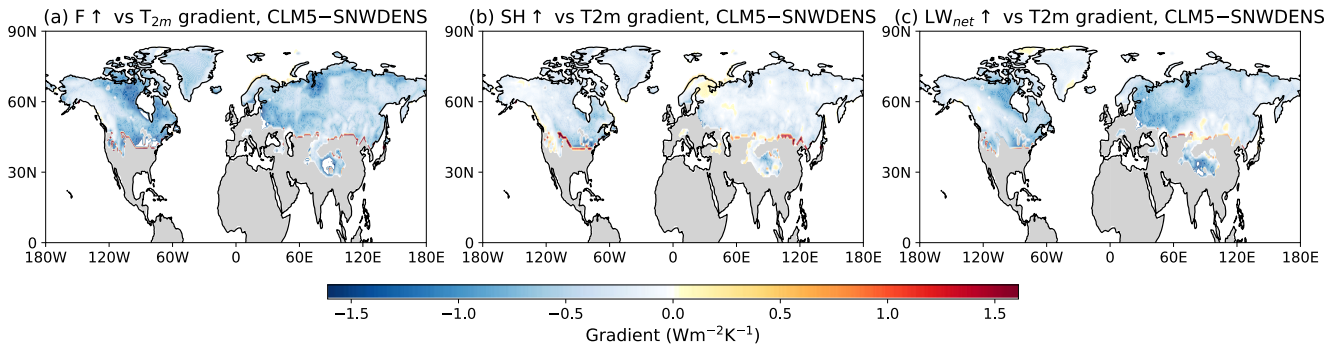 (a) F↑ vs T₂ₘ gradient, CLM5−SNWDENS
(b) SH↑ vs T2m gradient, CLM5−SNWDENS
(c) LWₙₑₜ↑ vs T2m gradient, CLM5−SNWDENS
90N 90N 90N
60N 60N 60N
30N 30N 30N
0 0 0
180W 120W 60W 0 60E 120E 180E
180W 120W 60W 0 60E 120E 180E
180W 120W 60W 0 60E 120E 180E
−1.5 −1.0 −0.5 0.0 0.5 1.0 1.5
Gradient (Wm⁻²K⁻¹)